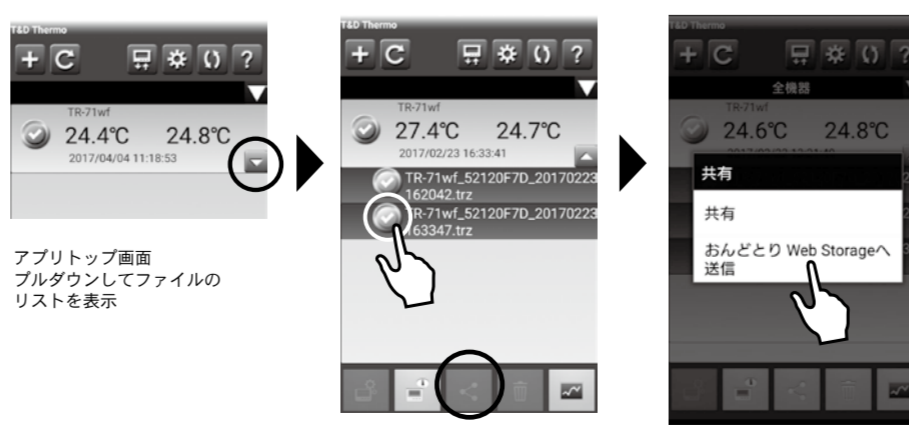 T&D Thermo
TR-71wf
24.4℃ 24.8℃
2017/04/04 11:18:53
アプリトップ画面
プルダウンしてファイルの
リストを表示
T&D Thermo
TR-71wf
27.4℃ 24.7℃
2017/02/23 16:33:41
TR-71wf_52120F7D_20170223
162042.trz
TR-71wf_52120F7D_20170223
163347.trz
T&D Thermo
全機器
TR-71wf
24.6℃ 24.8℃
共有
共有
おんどとり Web Storageへ
送信